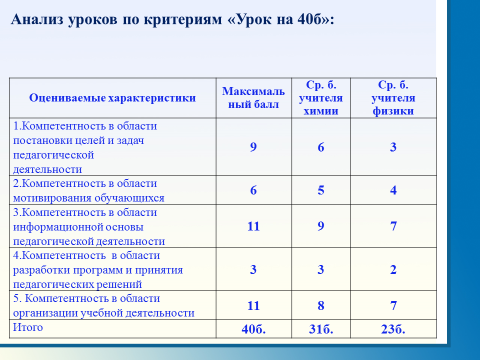 Анализ уроков по критериям «Урок на 40б»:
Оцениваемые характеристики
Максималь
ный балл
Ср. б.
учителя
химии
Ср. б.
учителя
физики
1.Компетентность в области
постановки целей и задач
педагогической
деятельности
9
6
3
2.Компетентность в области
мотивирования обучающихся
6
5
4
3.Компетентность в области
информационной основы
педагогической деятельности
11
9
7
4.Компетентность в области
разработки программ и принятия
педагогических решений
3
3
2
5. Компетентность в области
организации учебной деятельности
11
8
7
Итого
40б.
31б.
23б.